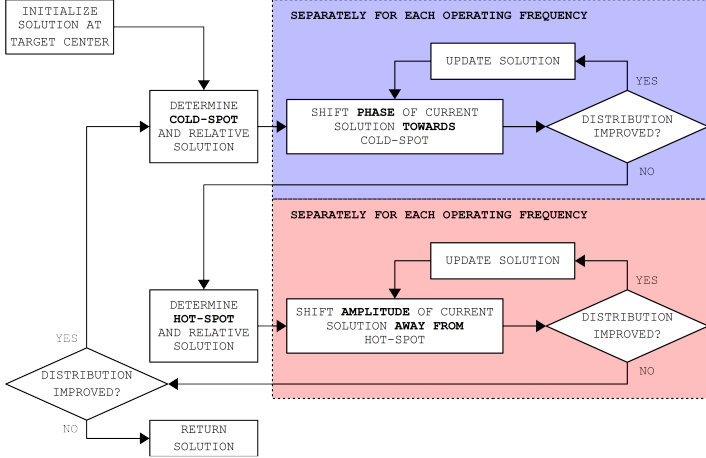 INITIALIZE
SOLUTION AT
TARGET CENTER
SEPARATELY FOR EACH OPERATING FREQUENCY
UPDATE SOLUTION
YES
DETERMINE
COLD-SPOT
AND RELATIVE
SOLUTION
SHIFT PHASE OF CURRENT
SOLUTION TOWARDS
COLD-SPOT
DISTRIBUTION
IMPROVED?
NO
SEPARATELY FOR EACH OPERATING FREQUENCY
UPDATE SOLUTION
YES
DETERMINE
HOT-SPOT
AND RELATIVE
SOLUTION
SHIFT AMPLITUDE OF CURRENT
SOLUTION AWAY FROM
HOT-SPOT
DISTRIBUTION
IMPROVED?
NO
YES
DISTRIBUTION
IMPROVED?
NO
RETURN
SOLUTION